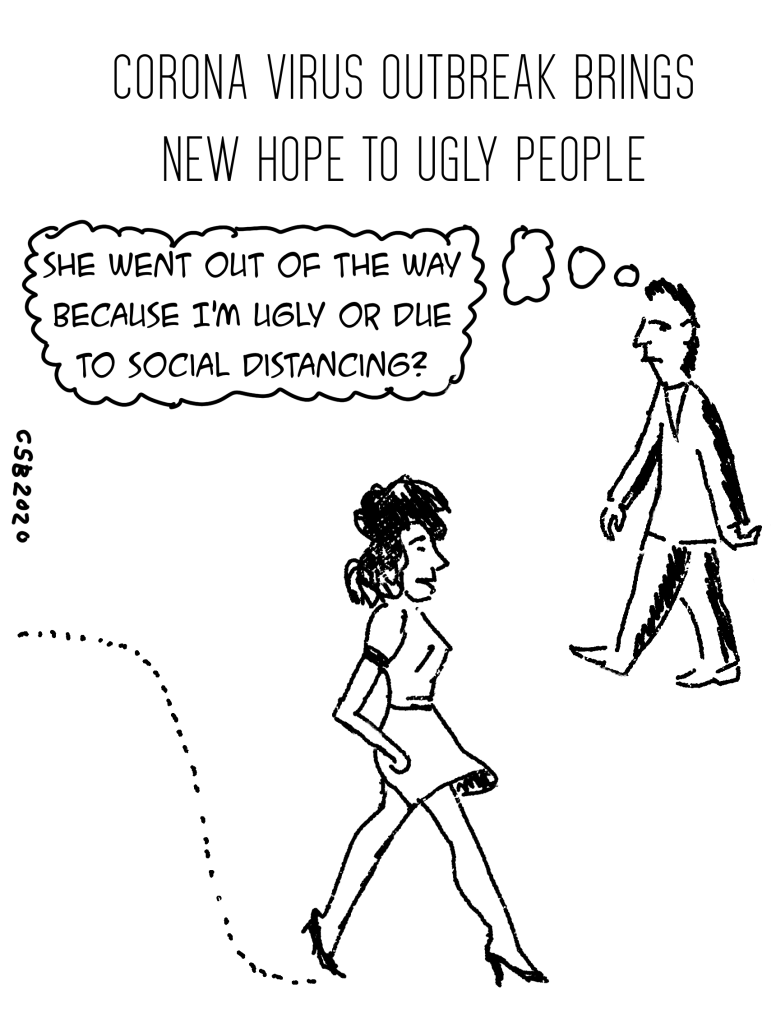 CORONA VIRUS OUTBREAK BRINGS
NEW HOPE TO UGLY PEOPLE
SHE WENT OUT OF THE WAY
BECAUSE I'M UGLY OR DUE
TO SOCIAL DISTANCING?
CSB2020